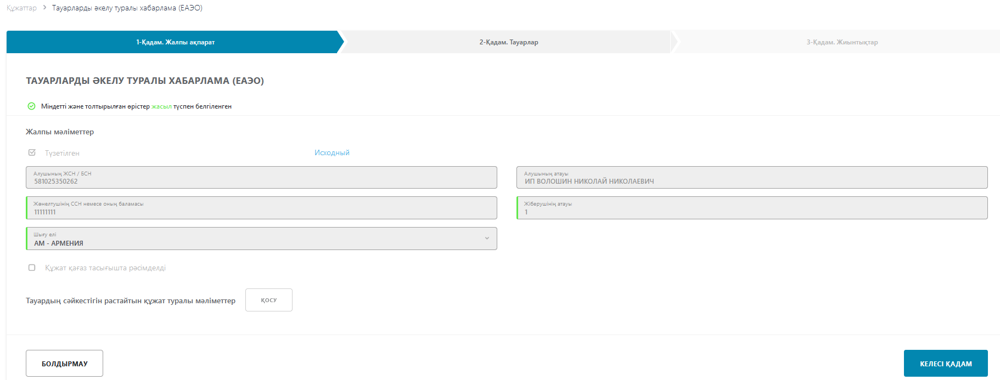 Құжаттар > Тауарларды әкелу туралы хабарлама (ЕАЭО)
1-Қадам. Жалпы ақпарат
2-Қадам. Тауарлар
3-Қадам. Жиынтықтар
ТАУАРЛАРДЫ ӘКЕЛУ ТУРАЛЫ ХАБАРЛАМА (ЕАЭО)
Міндетті және толтырылған өрістер жасыл түспен белгіленген
Жалпы мәліметтер
Түзетілген
Исходный
Алушының ЖСН / БСН
581025350262
Алушының атауы
ИП ВОЛОШИН НИКОЛАЙ НИКОЛАЕВИЧ
Жөнелтушінің ССН немесе оның баламасы
11111111
Жіберушінің атауы
1
Шығу елі
AM - АРМЕНИЯ
Құжат қағаз тасығышта рәсімделді
Тауардың сәйкестігін растайтын құжат туралы мәліметтер
ҚОСУ
БОЛДЫРМАУ
КЕЛЕСІ ҚАДАМ